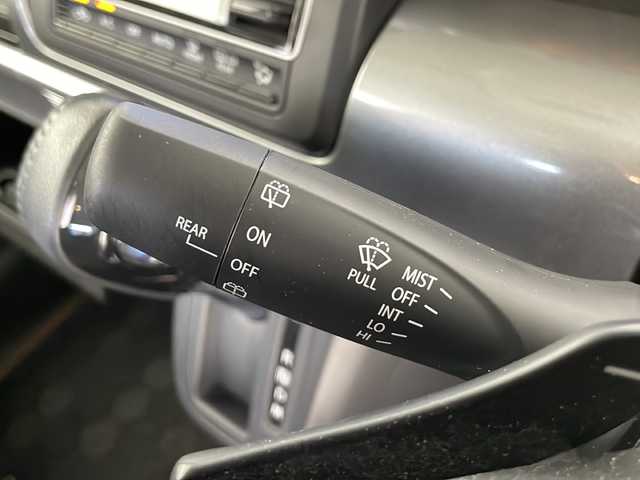 REAR
ON
OFF
PULL
MIST
OFF
INT
LO
HI